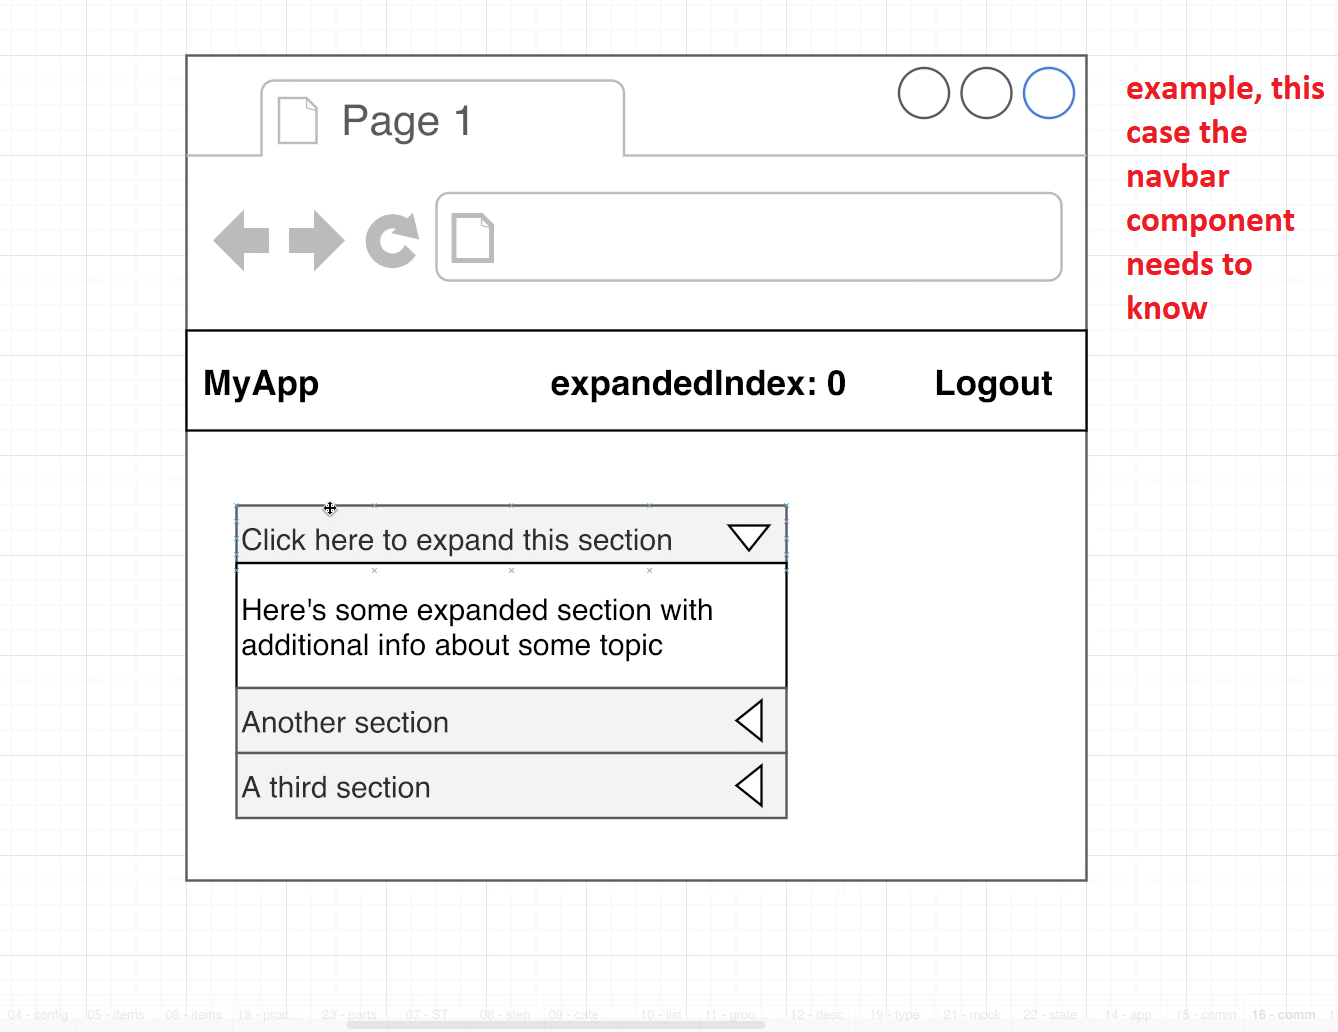 Page 1
example, this
case the
navbar
component
needs to
know
MyApp expandedIndex: 0 Logout
Click here to expand this section
Here's some expanded section with
additional info about some topic
Another section
A third section
04 - config 05 - items 06 - items 18 - proc... 23 - parts 07 - ST 08 - step 09 - cate... 10 - list 11 - grou... 12 - desc 19 - type 21 - mock 22 - state 14 - app 15 - comm 16 - comm